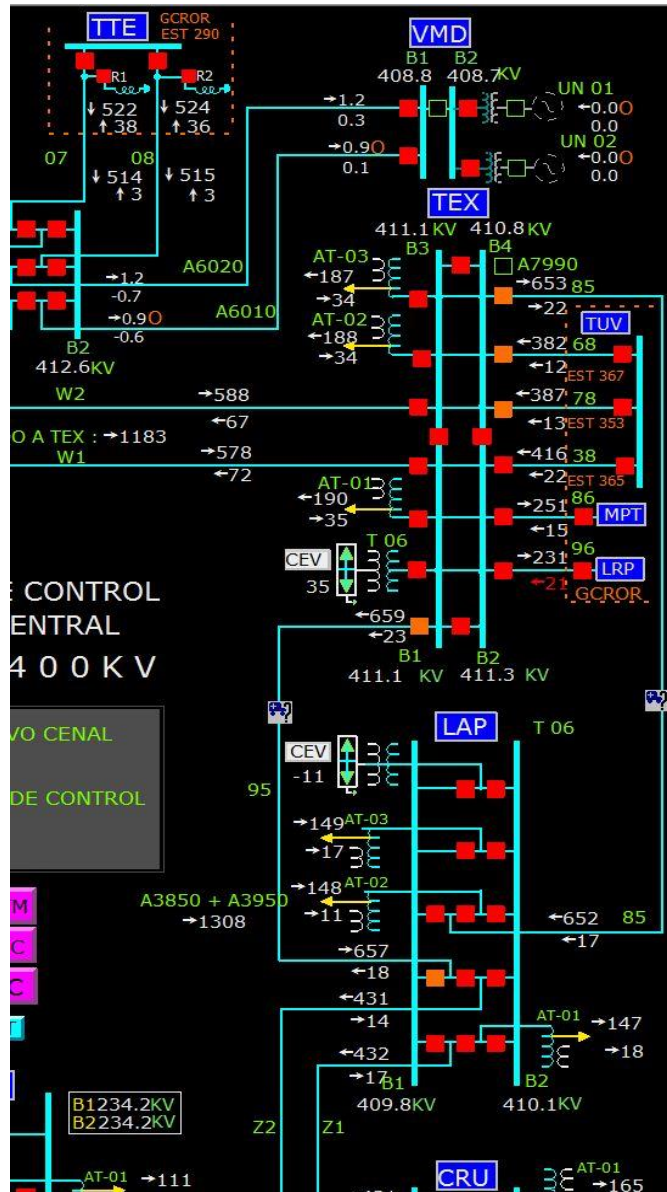 TTE
GCROR
EST 290
VMD
B1 B2
408.8 408.7KV
R1 R2
UN 01
←0.0O
0.0
UN 02
←0.0O
0.0
↓522 ↓524
↑38 ↑36
→1.2
0.3
→0.9O
0.1
07 08
↓514 ↓515
↑3 ↑3
TEX
411.1KV 410.8KV
B3 B4
A7990
AT-03
←187
→34
→653 85
→22
A6020
→1.2
-0.7
A6010
→0.9O
-0.6
B2
412.6KV
AT-02
←188
→34
TUV
←382 68
←12
EST 367
W2
→588
←67
←387 78
←13
EST 353
O A TEX : →1183
W1
→578
←72
←416 38
←22
EST 365
AT-01
←190
→35
→251 86
←15
MPT
CEV
35
T 06
→231 96
←21
LRP
GCROR
E CONTROL
ENTRAL
400KV
←659
←23
B1 B2
411.1 KV 411.3 KV
VO CENAL
DE CONTROL
LAP
T 06
CEV
-11
95
→149
→17
AT-03
→148
→11
AT-02
A3850 + A3950
→1308
←652 85
←17
→657
←18
←431
→14
←432
→17
AT-01
→147
→18
B1 B2
409.8KV 410.1KV
M
C
C
T
B1234.2KV
B2234.2KV
Z2 Z1
AT-01 →111
CRU
AT-01
→165